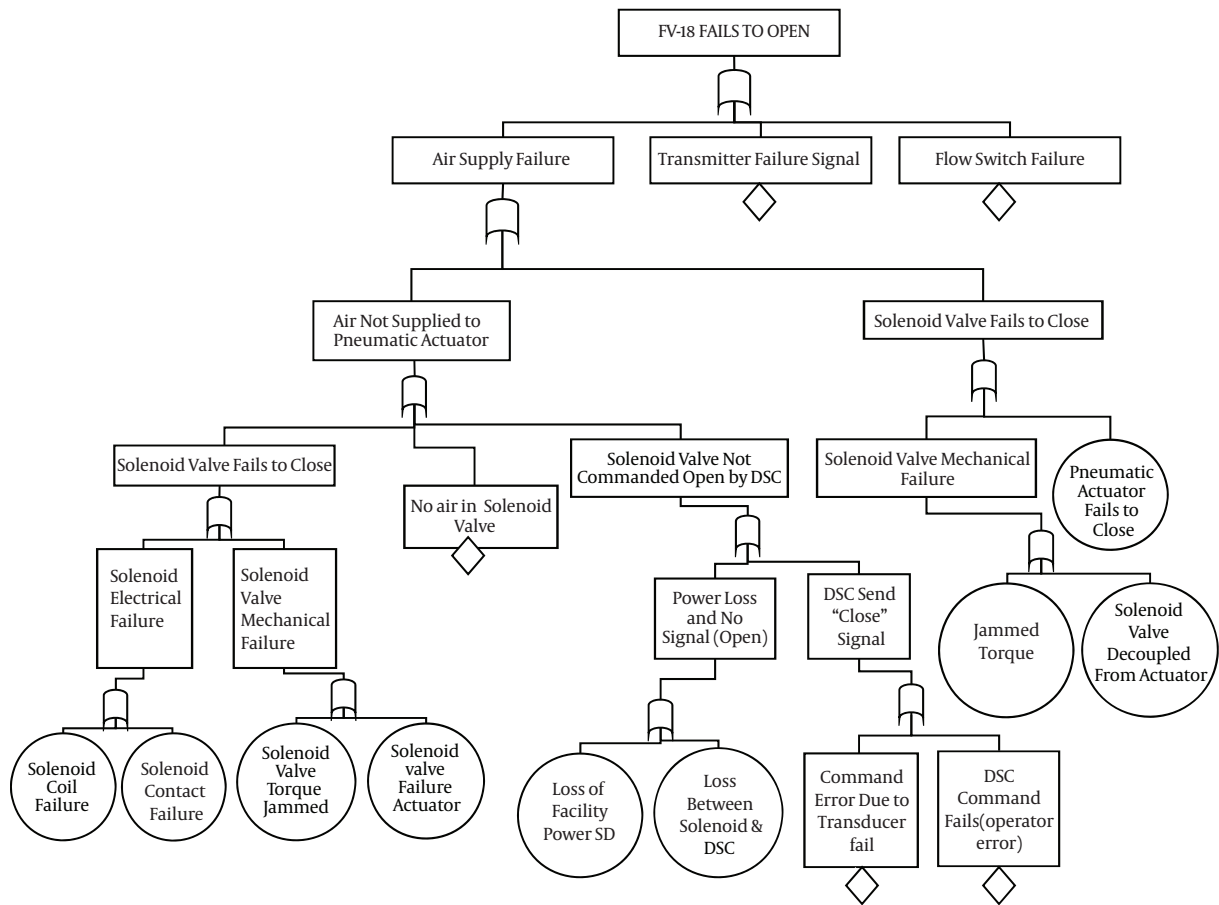 FV-18 FAILS TO OPEN
Air Supply Failure
Transmitter Failure Signal
Flow Switch Failure
Air Not Supplied to
Pneumatic Actuator
Solenoid Valve Fails to Close
Solenoid Valve Fails to Close
No air in Solenoid
Valve
Solenoid Valve Not
Commanded Open by DSC
Solenoid Valve Mechanical
Failure
Pneumatic
Actuator
Fails to
Close
Solenoid
Electrical
Failure
Solenoid
Valve
Mechanical
Failure
Power Loss
and No
Signal (Open)
DSC Send
“Close”
Signal
Jammed
Torque
Solenoid
Valve
Decoupled
From Actuator
Solenoid
Coil
Failure
Solenoid
Contact
Failure
Solenoid
Valve
Torque
Jammed
Solenoid
valve
Failure
Actuator
Loss of
Facility
Power SD
Loss
Between
Solenoid &
DSC
Command
Error Due to
Transducer
fail
DSC
Command
Fails(operator
error)